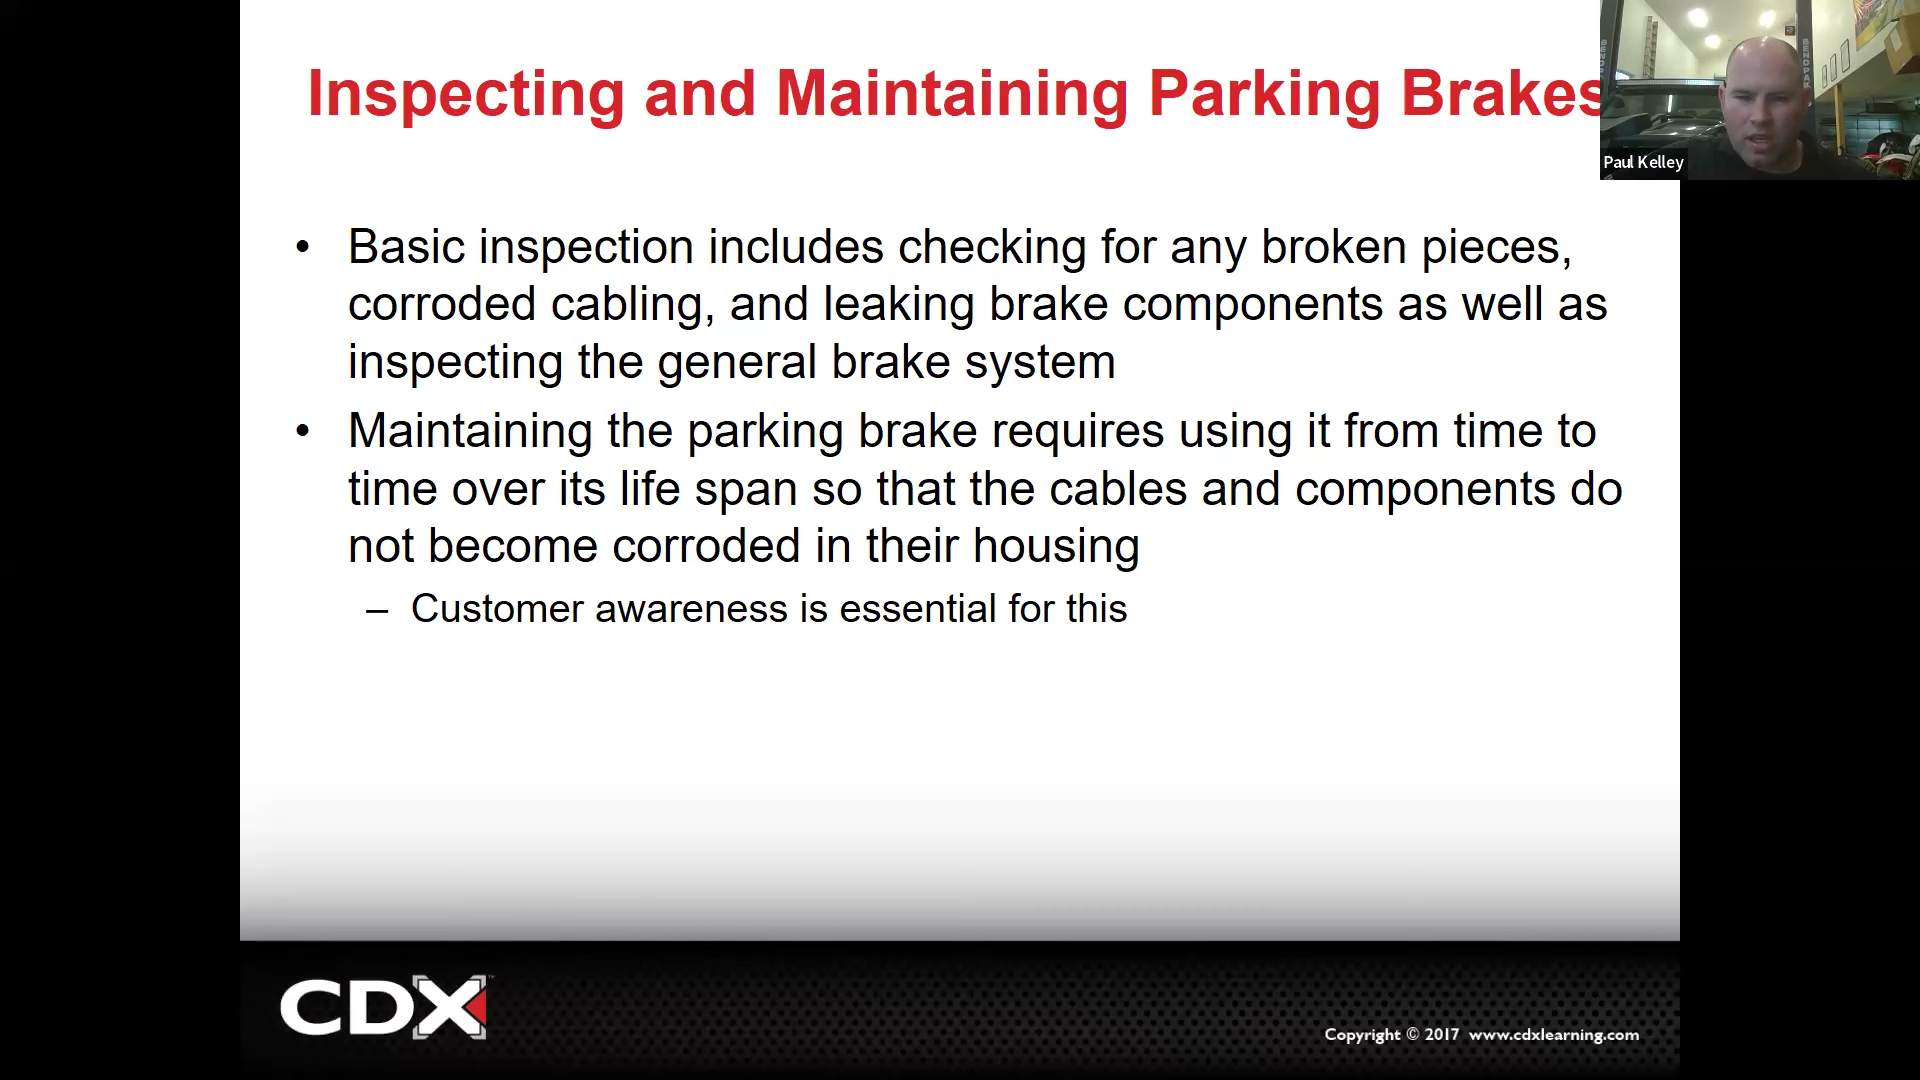 Inspecting and Maintaining Parking Brakes
Paul Kelley
• Basic inspection includes checking for any broken pieces,
corroded cabling, and leaking brake components as well as
inspecting the general brake system
• Maintaining the parking brake requires using it from time to
time over its life span so that the cables and components do
not become corroded in their housing
– Customer awareness is essential for this
CDX™
Copyright © 2017 www.cdxlearning.com